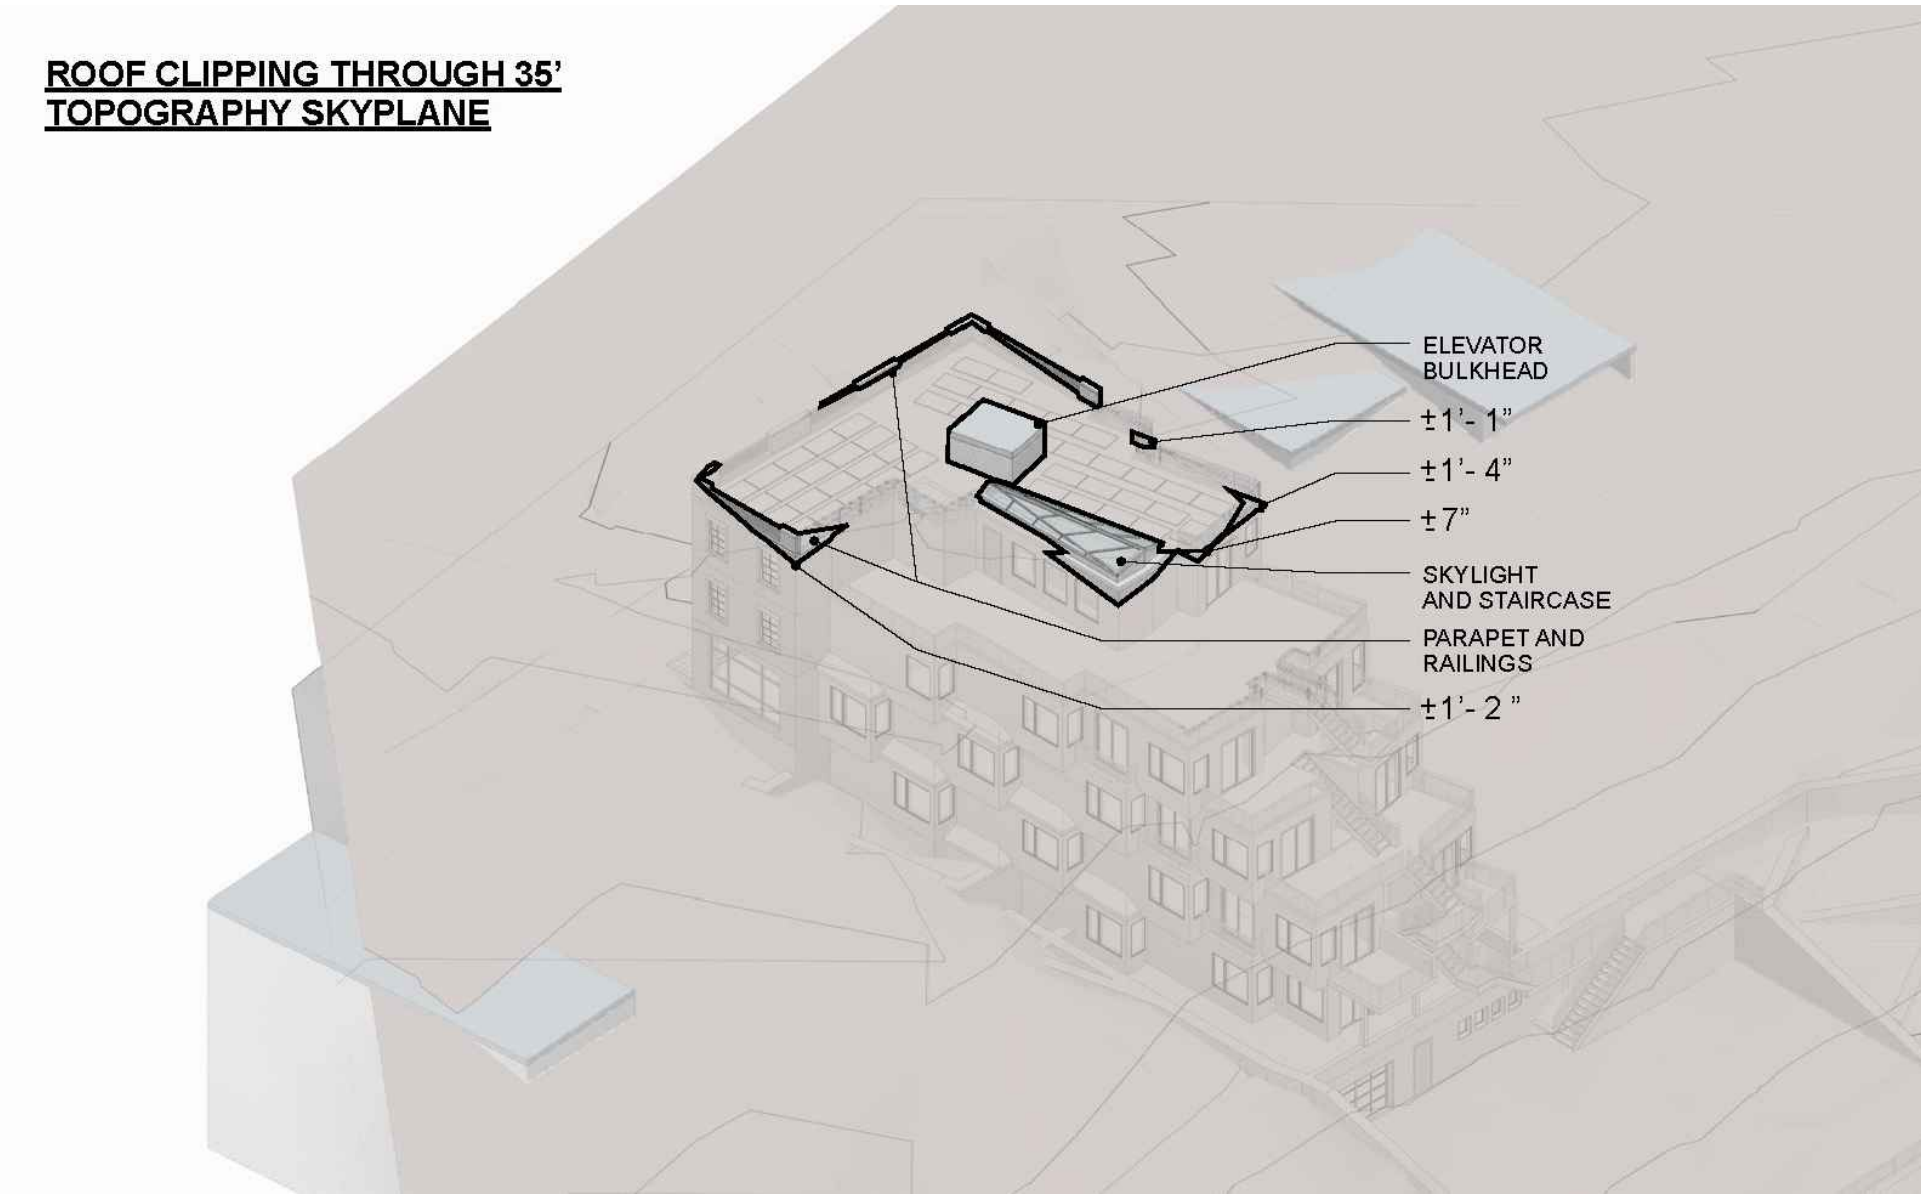 ROOF CLIPPING THROUGH 35’
TOPOGRAPHY SKYPLANE
ELEVATOR
BULKHEAD
±1’- 1”
±1’- 4”
±7”
SKYLIGHT
AND STAIRCASE
PARAPET AND
RAILINGS
±1’- 2 ”